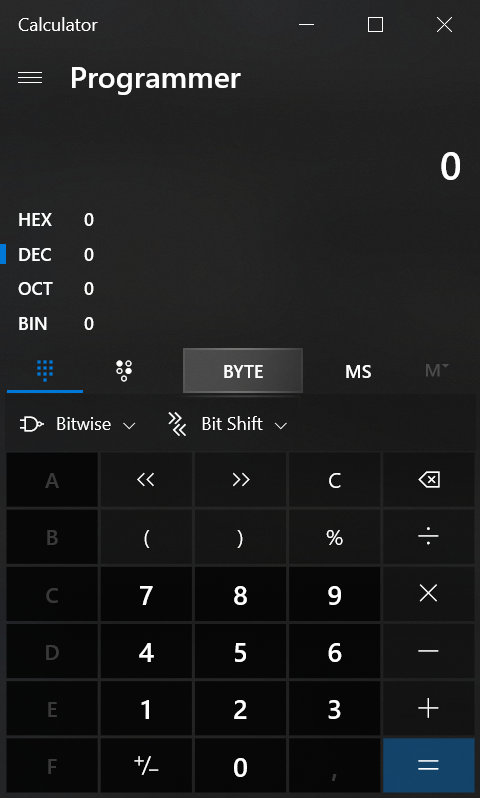 Calculator
Programmer
0
HEX 0
DEC 0
OCT 0
BIN 0
BYTE MS M
Bitwise Bit Shift
A << >> C
B ( ) % ÷
C 7 8 9 ×
D 4 5 6 −
E 1 2 3 +
F +/− 0 , =